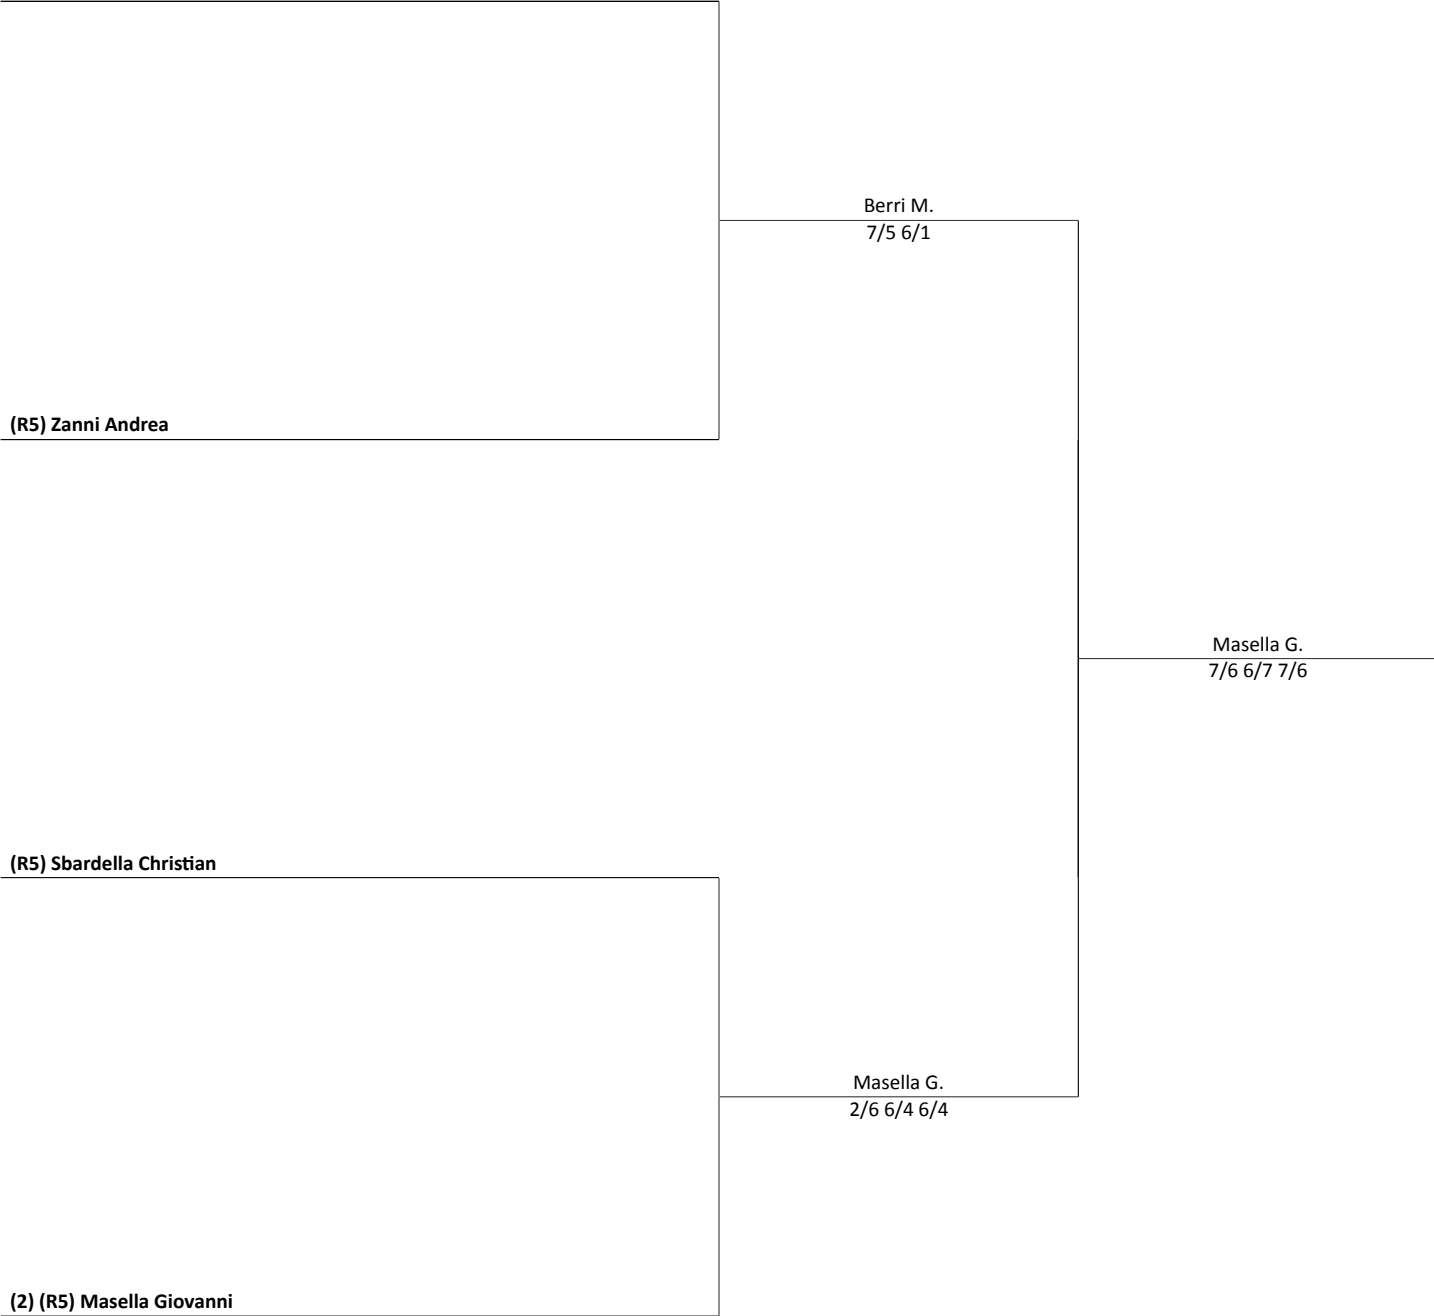 Berri M.
7/5 6/1
(R5) Zanni Andrea
Masella G.
7/6 6/7 7/6
(R5) Sbardella Christian
Masella G.
2/6 6/4 6/4
(2) (R5) Masella Giovanni